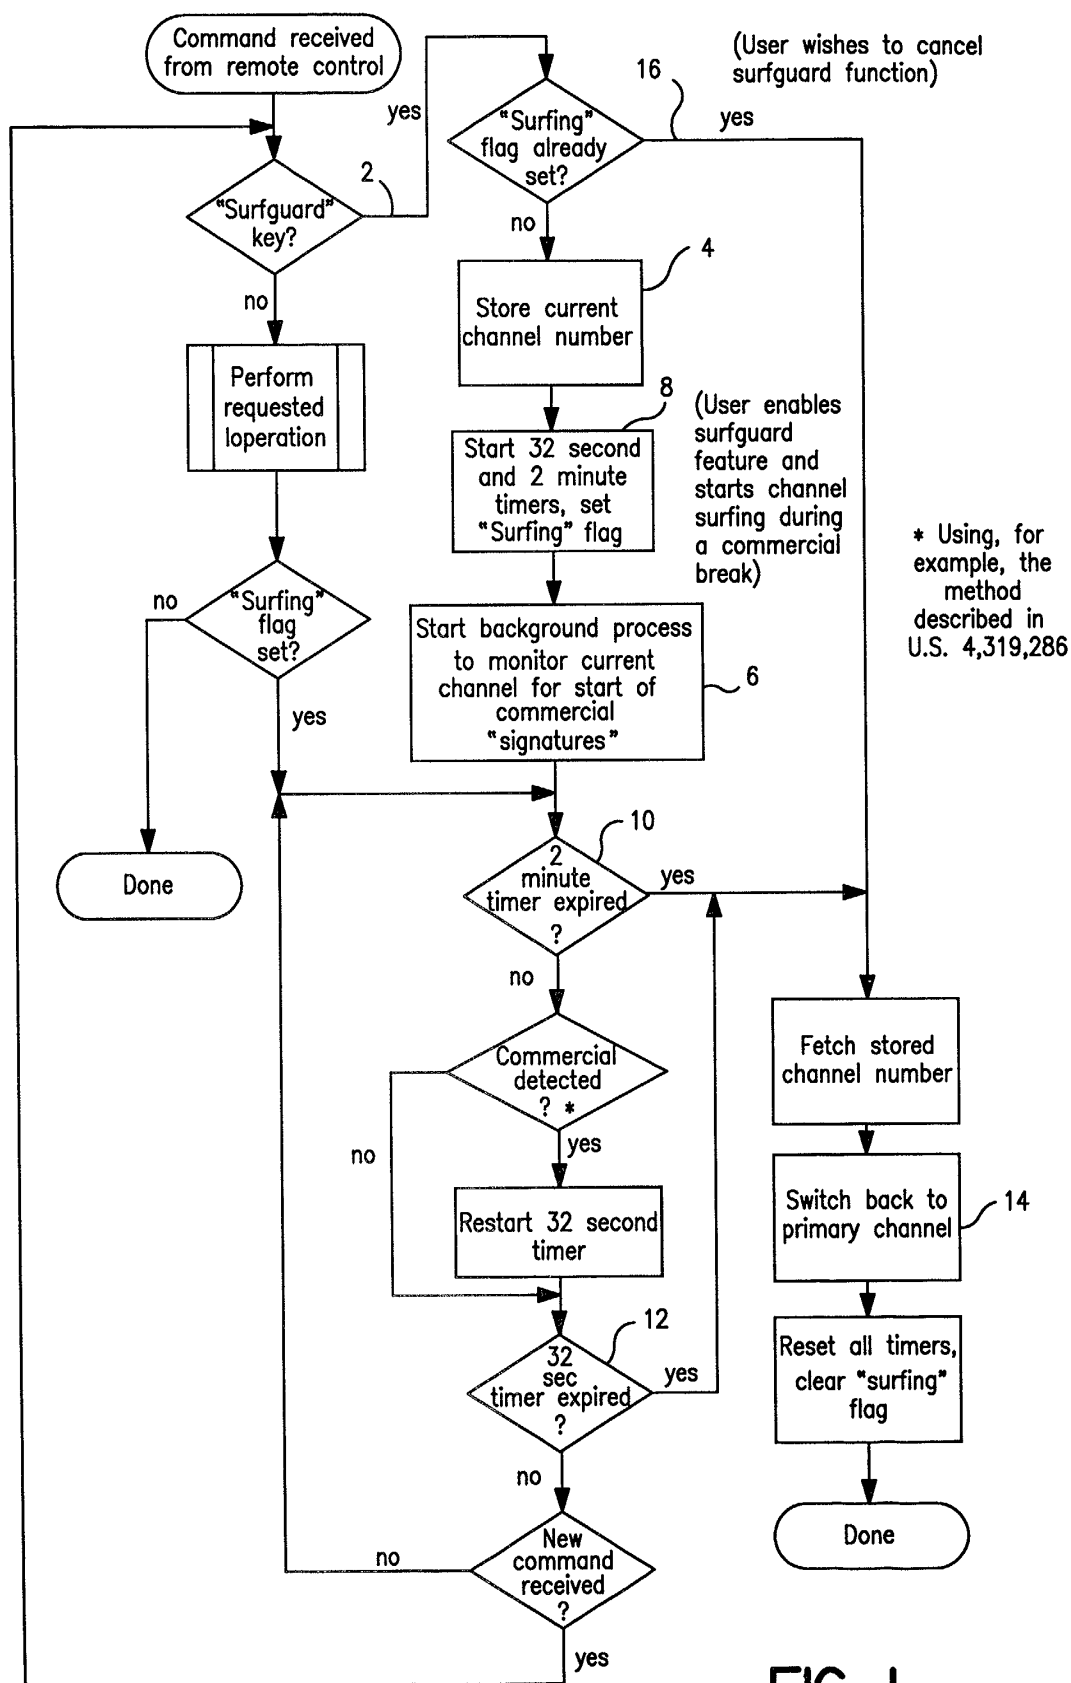 Command received
from remote control
(User wishes to cancel
surfguard function)
16
yes
yes
"Surfing"
flag already
set?
2
"Surfguard"
key?
no
4
no
Store current
channel number
Perform
requested
loperation
8
(User enables
surfguard
feature and
starts channel
surfing during
a commercial
break)
Start 32 second
and 2 minute
timers, set
"Surfing" flag
* Using, for
example, the
method
described in
U.S. 4,319,286
no
"Surfing"
flag
set?
yes
Start background process
to monitor current
channel for start of
commercial
"signatures"
6
Done
10
2
minute
timer expired
?
yes
no
Commercial
detected
? *
no
yes
Restart 32 second
timer
Fetch stored
channel number
Switch back to
primary channel
14
12
32
sec
timer expired
?
yes
Reset all timers,
clear "surfing"
flag
no
Done
New
command
received
?
no
yes